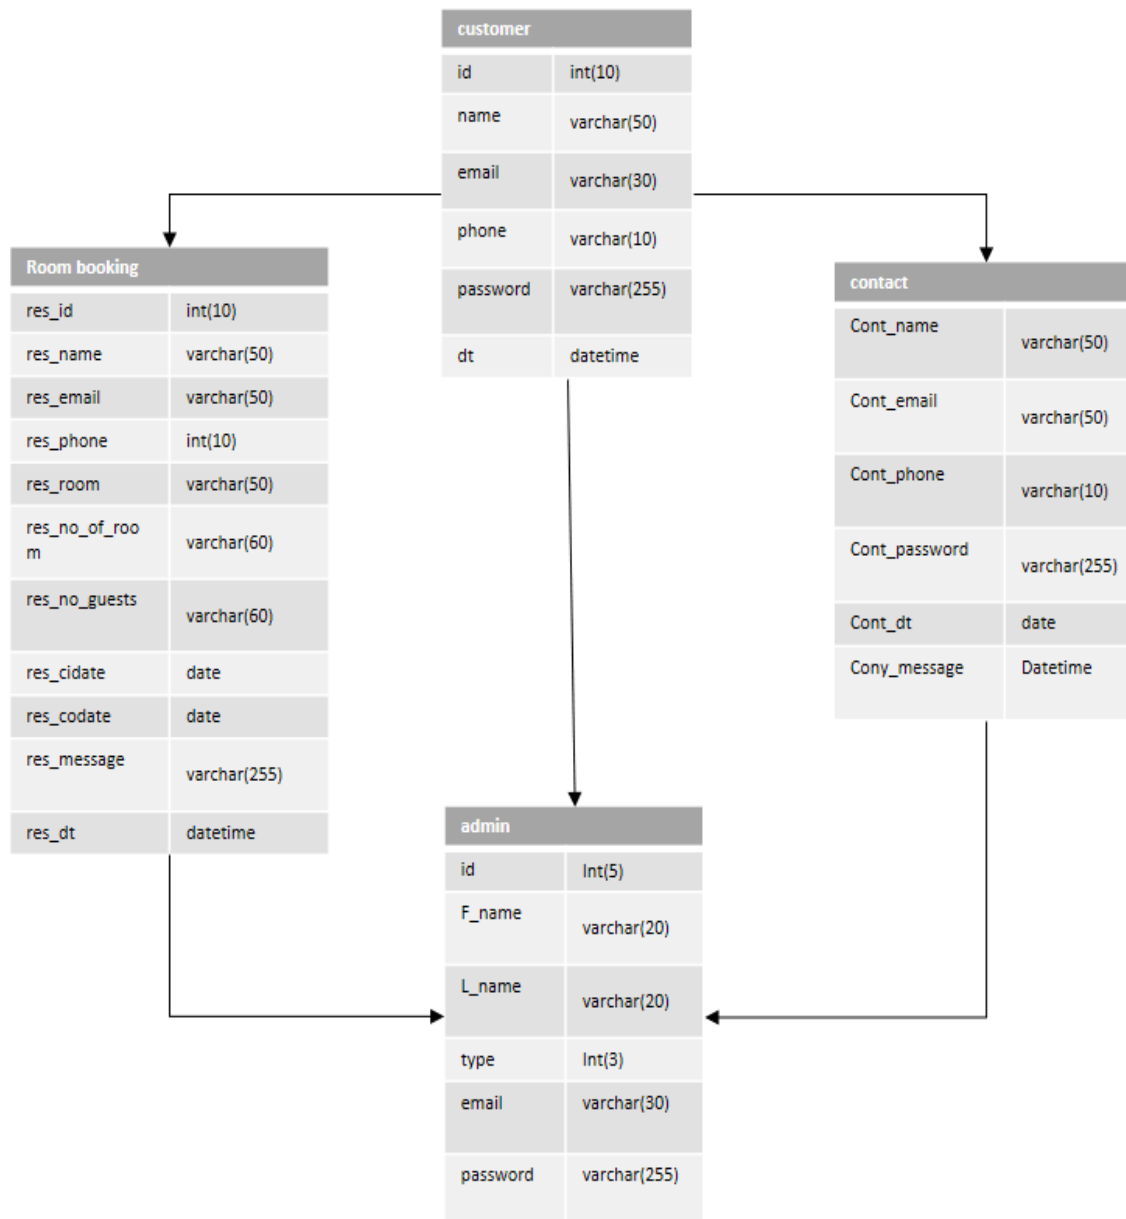 customer
id int(10)
name varchar(50)
email varchar(30)
phone varchar(10)
password varchar(255)
dt datetime
Room booking
res_id int(10)
res_name varchar(50)
res_email varchar(50)
res_phone int(10)
res_room varchar(50)
res_no_of_roo
m varchar(60)
res_no_guests varchar(60)
res_cidate date
res_codate date
res_message varchar(255)
res_dt datetime
contact
Cont_name varchar(50)
Cont_email varchar(50)
Cont_phone varchar(10)
Cont_password varchar(255)
Cont_dt date
Cony_message Datetime
admin
id Int(5)
F_name varchar(20)
L_name varchar(20)
type Int(3)
email varchar(30)
password varchar(255)